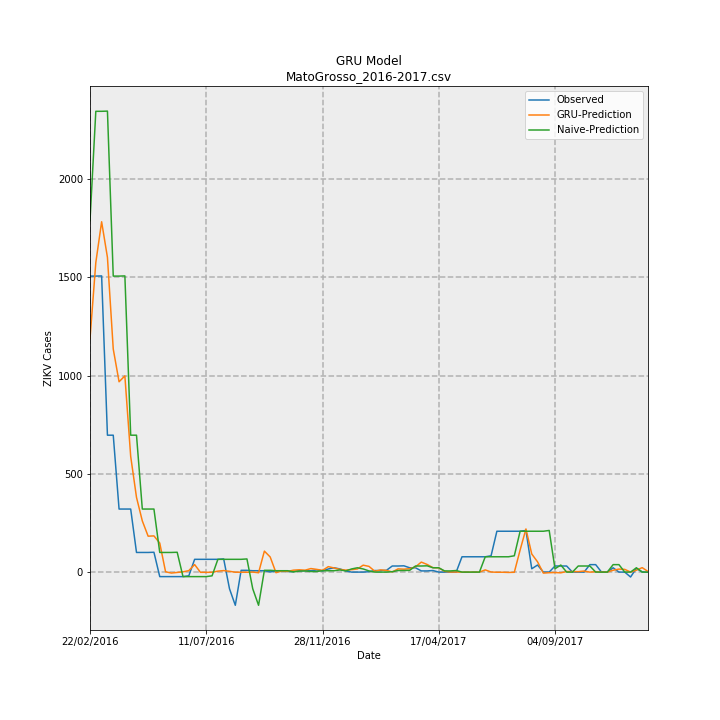 GRU Model
MatoGrosso_2016-2017.csv
Observed
GRU-Prediction
Naive-Prediction
2000
1500
1000
500
0
ZIKV Cases
22/02/2016
11/07/2016
28/11/2016
17/04/2017
04/09/2017
Date